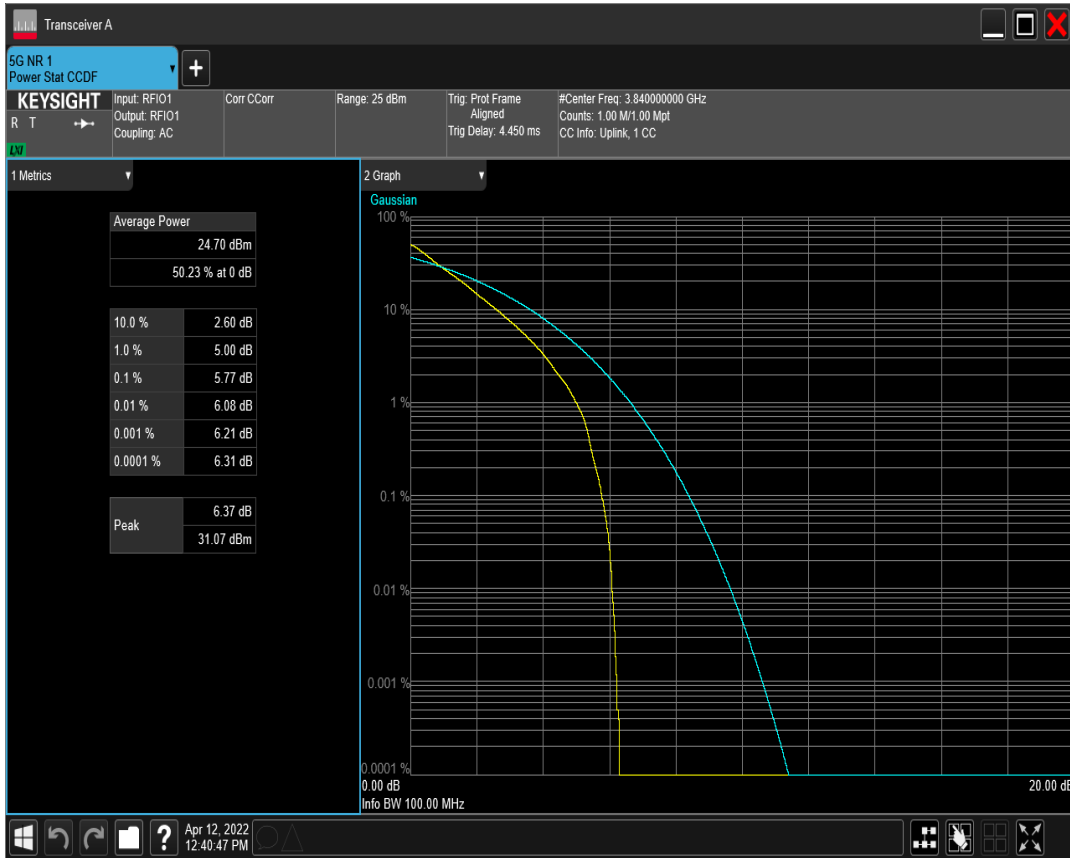 Transceiver A
5G NR 1
Power Stat CCDF
KEYSIGHT
R T
LXI
Input: RFIO1
Output: RFIO1
Coupling: AC
Corr CCorr
Range: 25 dBm
Trig: Prot Frame
Aligned
Trig Delay: 4.450 ms
#Center Freq: 3.840000000 GHz
Counts: 1.00 M/1.00 Mpt
CC Info: Uplink, 1 CC
1 Metrics
Average Power
24.70 dBm
50.23 % at 0 dB
10.0 % 2.60 dB
1.0 % 5.00 dB
0.1 % 5.77 dB
0.01 % 6.08 dB
0.001 % 6.21 dB
0.0001 % 6.31 dB
Peak
6.37 dB
31.07 dBm
2 Graph
Gaussian
100 %
10 %
1 %
0.1 %
0.01 %
0.001 %
0.0001 %
0.00 dB
20.00 dB
Info BW 100.00 MHz
?
Apr 12, 2022
12:40:47 PM